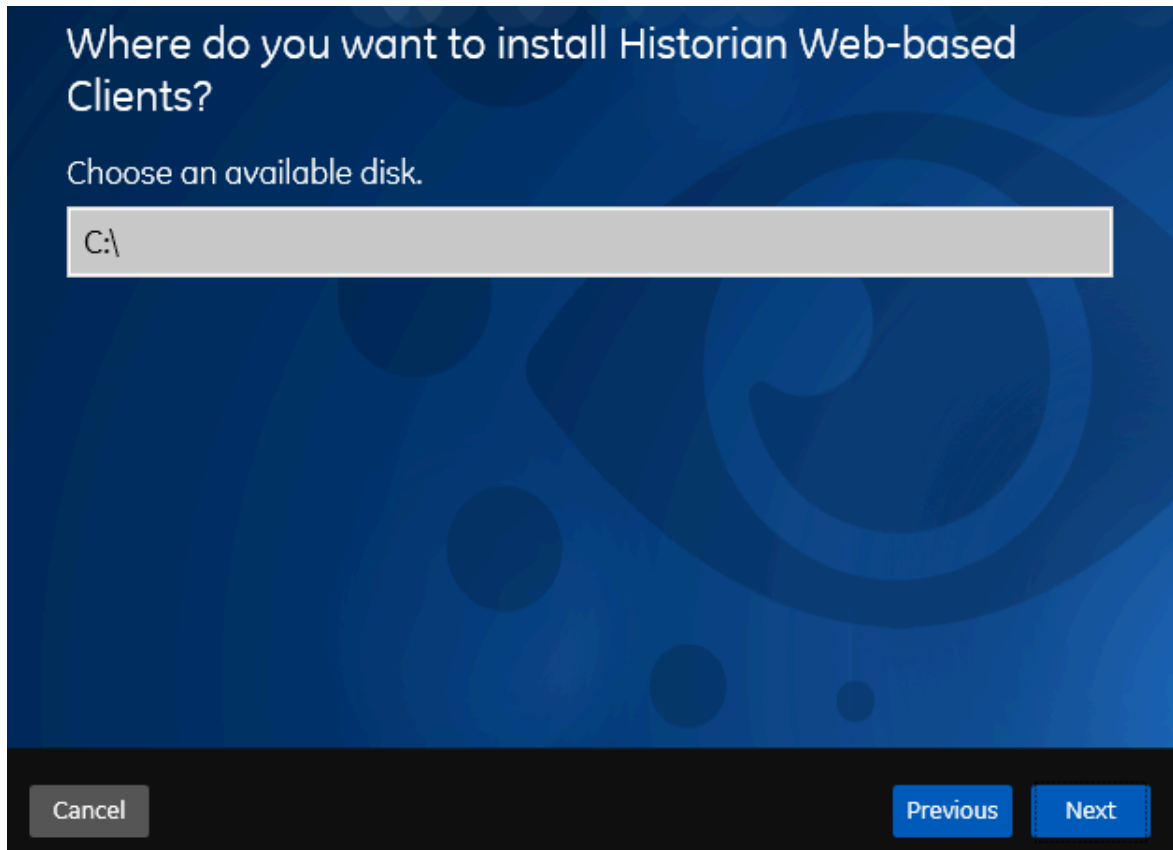 Where do you want to install Historian Web-based
Clients?
Choose an available disk.
C:\
Cancel
Previous
Next